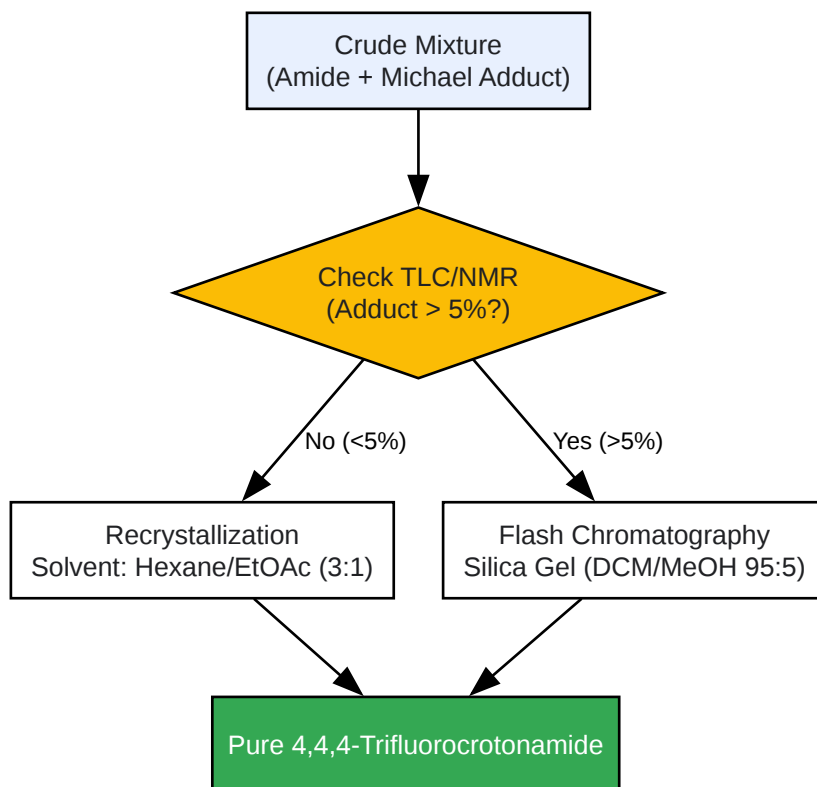 Crude Mixture
(Amide + Michael Adduct)
Check TLC/NMR
(Adduct > 5%?)
No (<5%)
Yes (>5%)
Recrystallization
Solvent: Hexane/EtOAc (3:1)
Flash Chromatography
Silica Gel (DCM/MeOH 95:5)
Pure 4,4,4-Trifluorocrotonamide